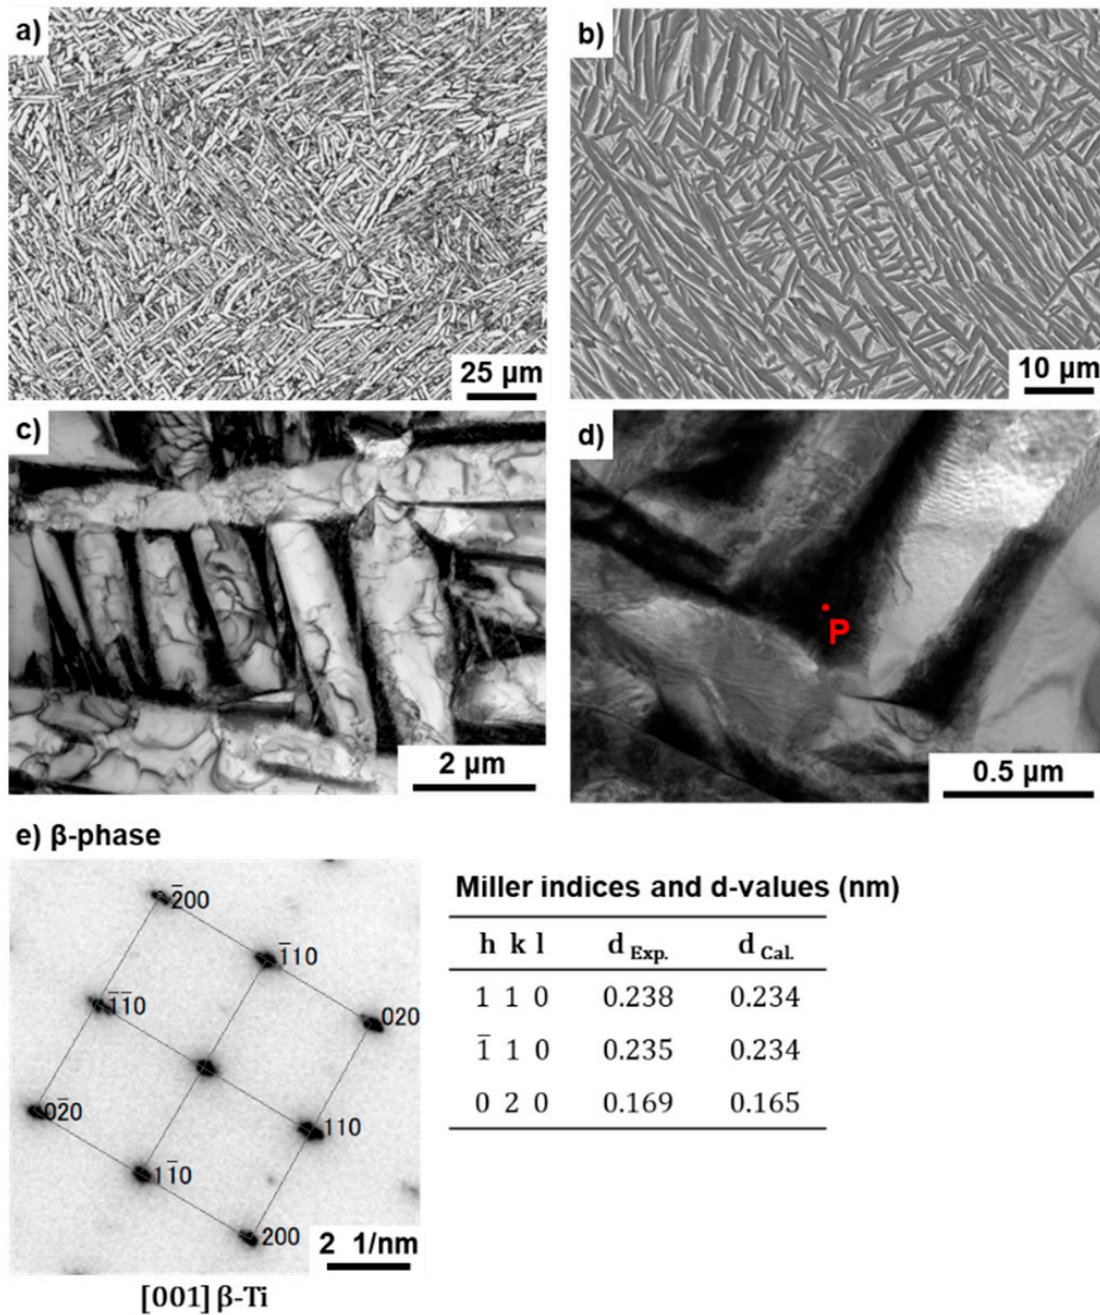 a)
25 µm
b)
10 µm
c)
2 µm
d)
P
0.5 µm
e) β-phase
2̄00
1̄10
1̄1̄0
020
02̄0
110
11̄0
200
2 1/nm
[001] β-Ti
Miller indices and d-values (nm)
h k l d Exp. d Cal.
1 1 0 0.238 0.234
1̄ 1 0 0.235 0.234
0 2 0 0.169 0.165